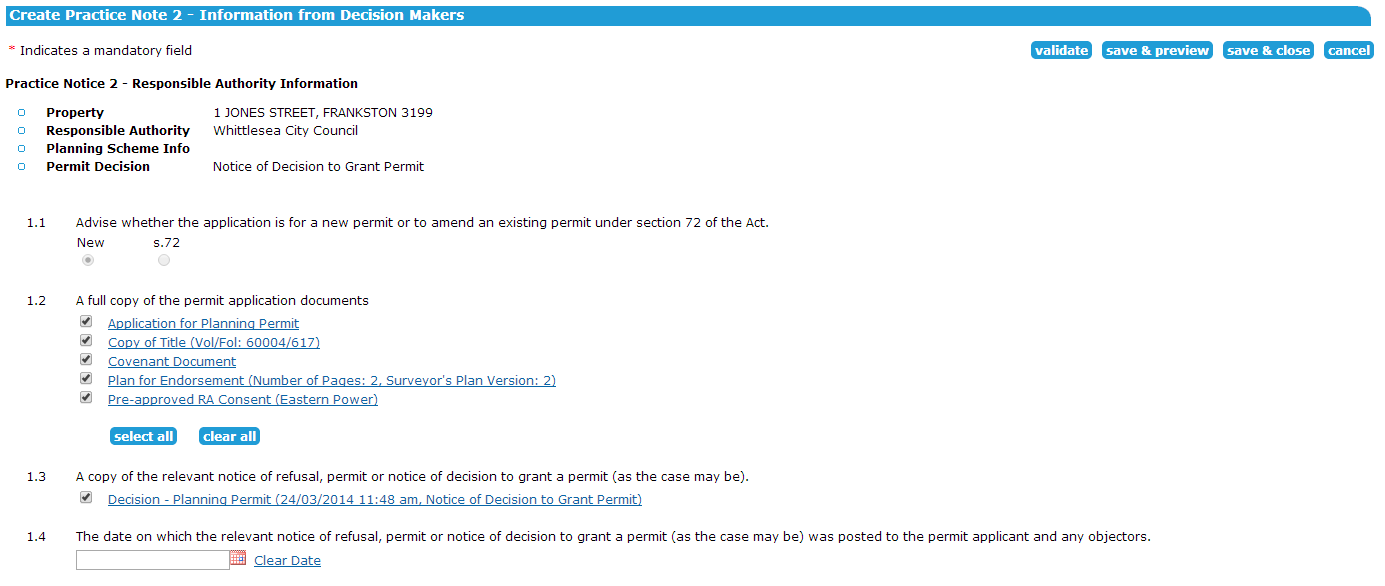 Create Practice Note 2 - Information from Decision Makers
* Indicates a mandatory field
validate save & preview save & close cancel
Practice Notice 2 - Responsible Authority Information
Property 1 JONES STREET, FRANKSTON 3199
Responsible Authority Whittlesea City Council
Planning Scheme Info
Permit Decision Notice of Decision to Grant Permit
1.1 Advise whether the application is for a new permit or to amend an existing permit under section 72 of the Act.
New s.72
1.2 A full copy of the permit application documents
Application for Planning Permit
Copy of Title (Vol/Fol: 60004/617)
Covenant Document
Plan for Endorsement (Number of Pages: 2, Surveyor's Plan Version: 2)
Pre-approved RA Consent (Eastern Power)
select all clear all
1.3 A copy of the relevant notice of refusal, permit or notice of decision to grant a permit (as the case may be).
Decision - Planning Permit (24/03/2014 11:48 am, Notice of Decision to Grant Permit)
1.4 The date on which the relevant notice of refusal, permit or notice of decision to grant a permit (as the case may be) was posted to the permit applicant and any objectors.
Clear Date